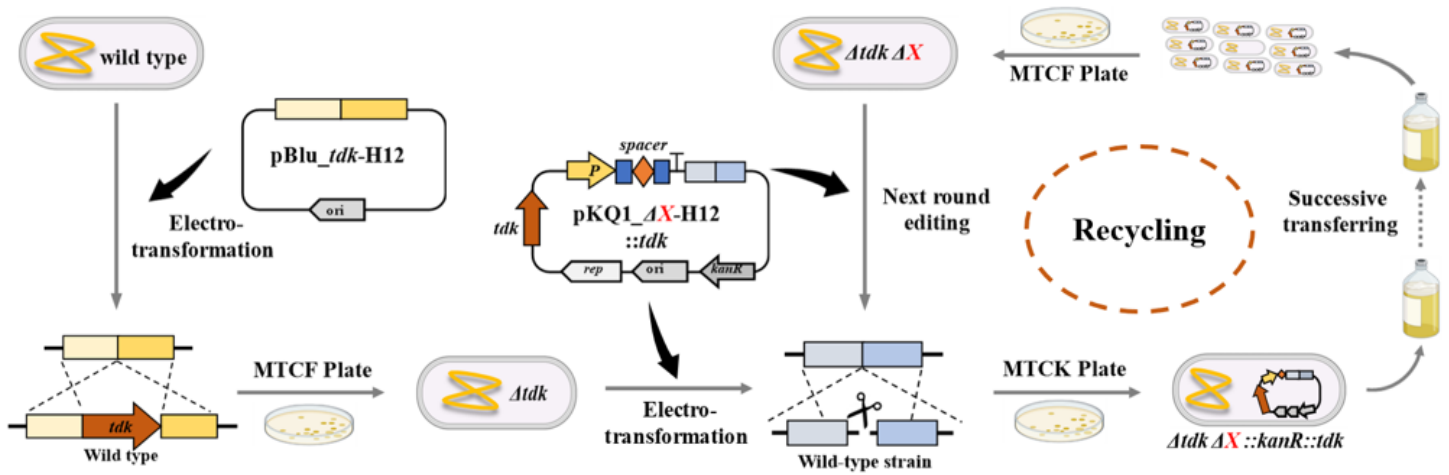 wild type
pBlu_tdk-H12
ori
Electro-
transformation
tdk
Wild type
MTCF Plate
Δtdk
spacer
P
tdk
pKQ1_ΔX-H12
::tdk
rep
ori
kanR
Electro-
transformation
Δtdk ΔX
Next round
editing
Wild-type strain
MTCK Plate
Δtdk ΔX ::kanR::tdk
Successive
transferring
MTCF Plate
Recycling